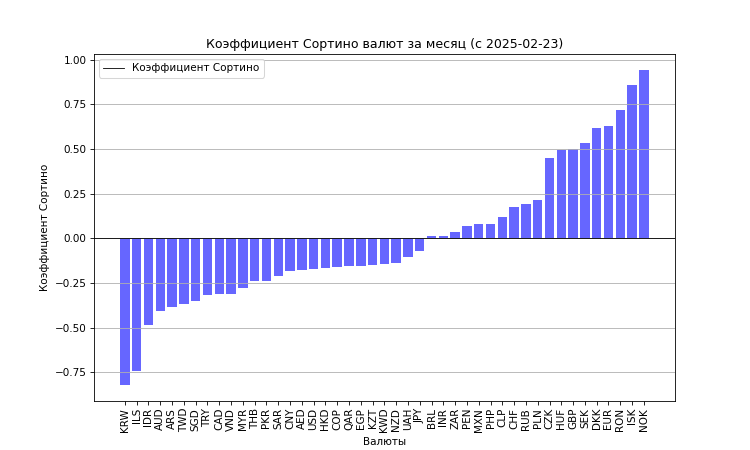 Коэффициент Сортино валют за месяц (с 2025-02-23)
Коэффициент Сортино
1.00
0.75
0.50
0.25
0.00
−0.25
−0.50
−0.75
Коэффициент Сортино
KRW ILS IDR AUD ARS TWD SGD TRY CAD VND MYR THB PKR SAR CNY AED USD HKD COP QAR EGP KZT KWD NZD UAH JPY BRL INR ZAR PEN MXN PHP CLP CHF RUB PLN CZK HUF GBP SEK DKK EUR RON ISK NOK
Валюты